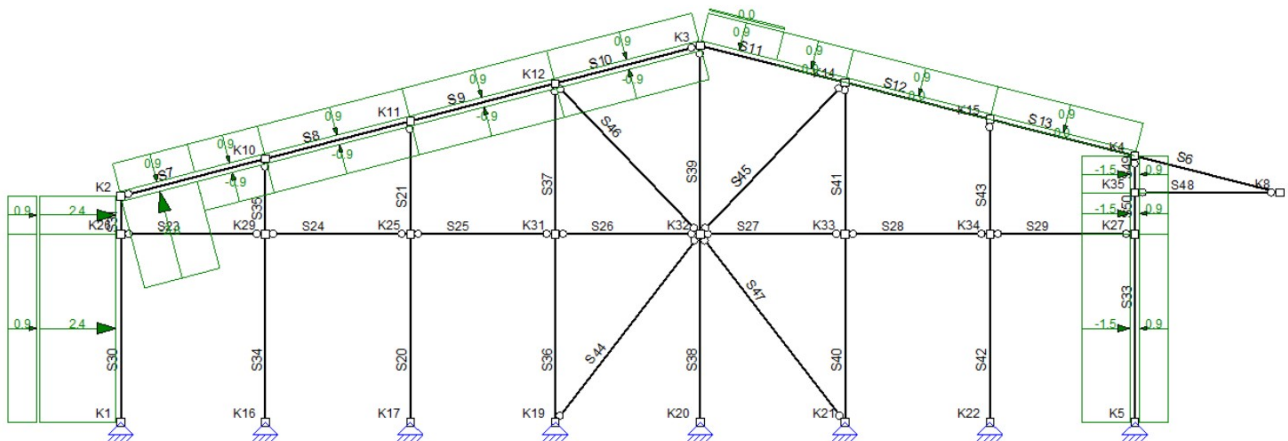 0.0
K3
0.9
0.9
0.9
S10
S11
K14
K12
0.9
-0.9
S12
0.9
S9
0.9
K11
K15
S13
0.9
-0.9
S8
K4
0.9
K10
-0.9
S6
0.9
S7
-0.9
S46
S39
S45
S49
-1.5
0.9
K2
K35
S48
K8
S35
S21
S37
S41
S43
S50
0.9
2.4
-1.5
0.9
K26
S23
K29
S24
K25
S25
K31
S26
K32
S27
K33
S28
K34
S29
K27
S47
S33
0.9
2.4
-1.5
0.9
S30
S34
S20
S36
S44
S38
S40
S42
K1
K16
K17
K19
K20
K21
K22
K5